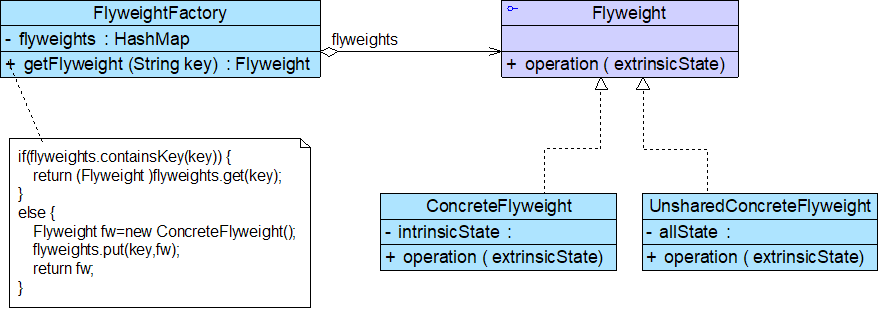 FlyweightFactory
- flyweights : HashMap
+ getFlyweight (String key) : Flyweight
flyweights
Flyweight
+ operation ( extrinsicState)
if(flyweights.containsKey(key)) {
return (Flyweight )flyweights.get(key);
}
else {
Flyweight fw=new ConcreteFlyweight();
flyweights.put(key,fw);
return fw;
}
ConcreteFlyweight
- intrinsicState :
+ operation ( extrinsicState)
UnsharedConcreteFlyweight
- allState :
+ operation ( extrinsicState)